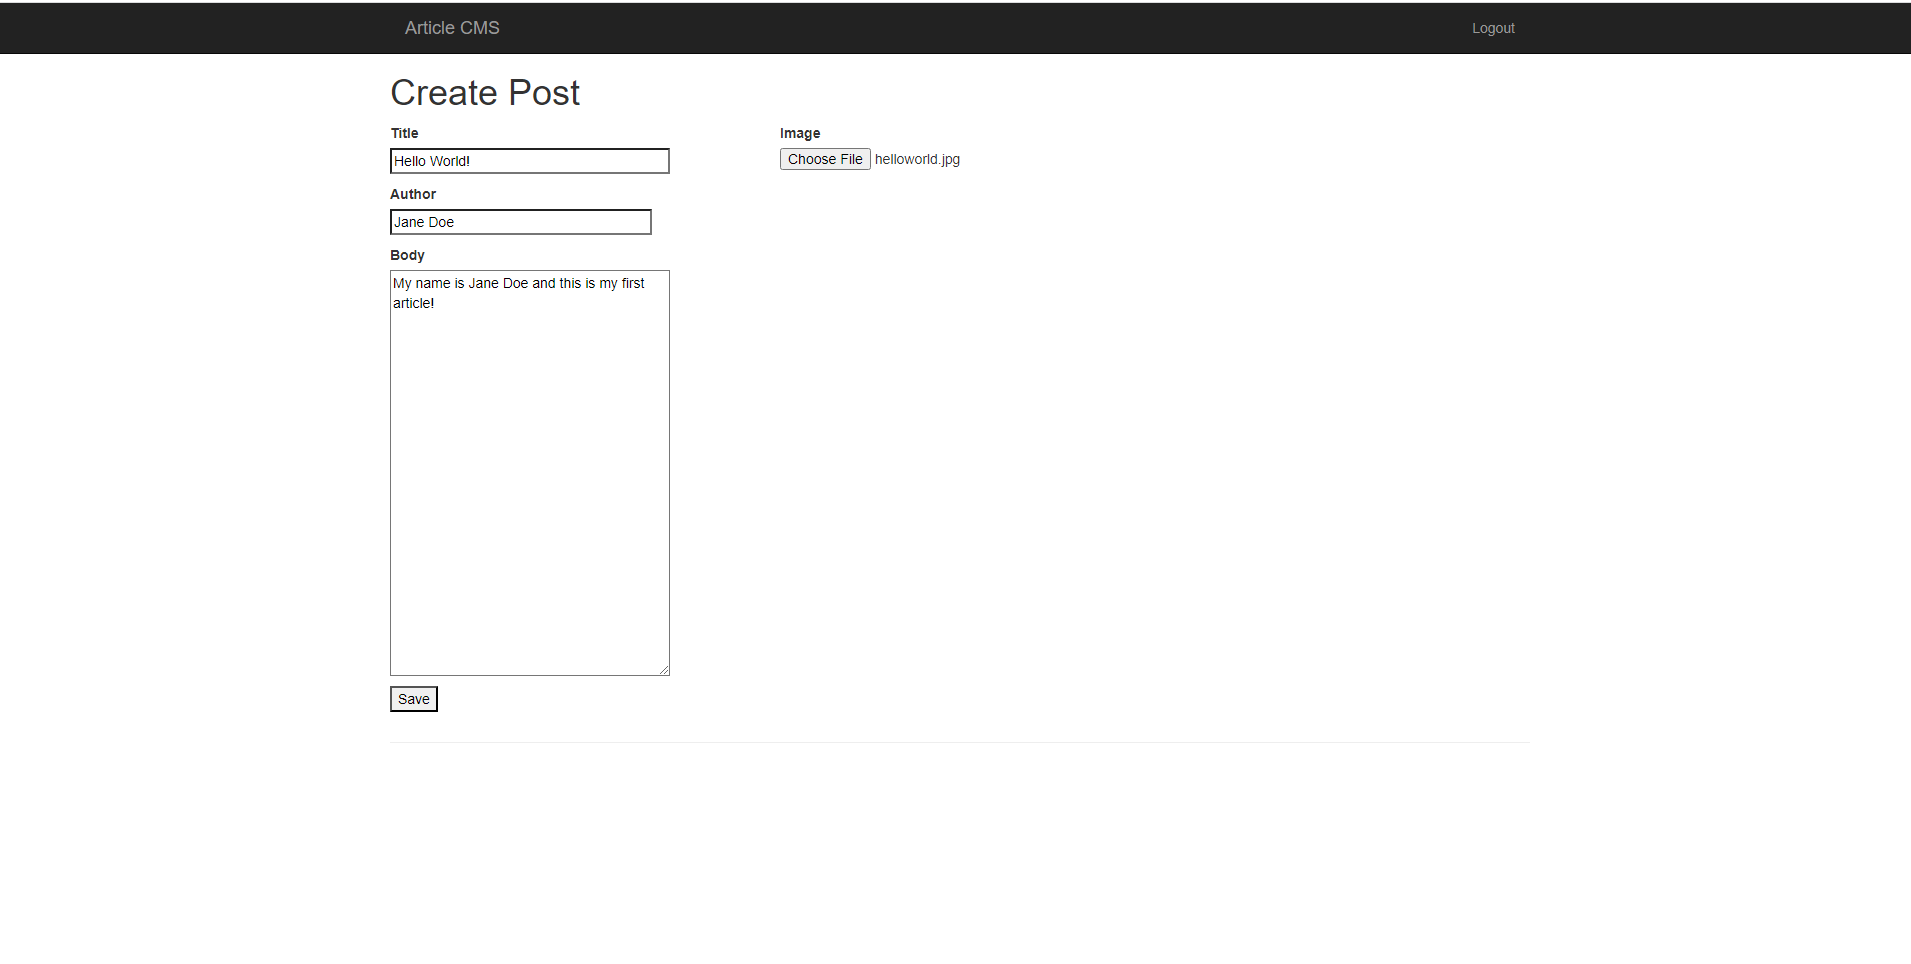 Article CMS
Logout
Create Post
Title
Hello World!
Author
Jane Doe
Body
My name is Jane Doe and this is my first
article!
Save
Image
Choose File helloworld.jpg